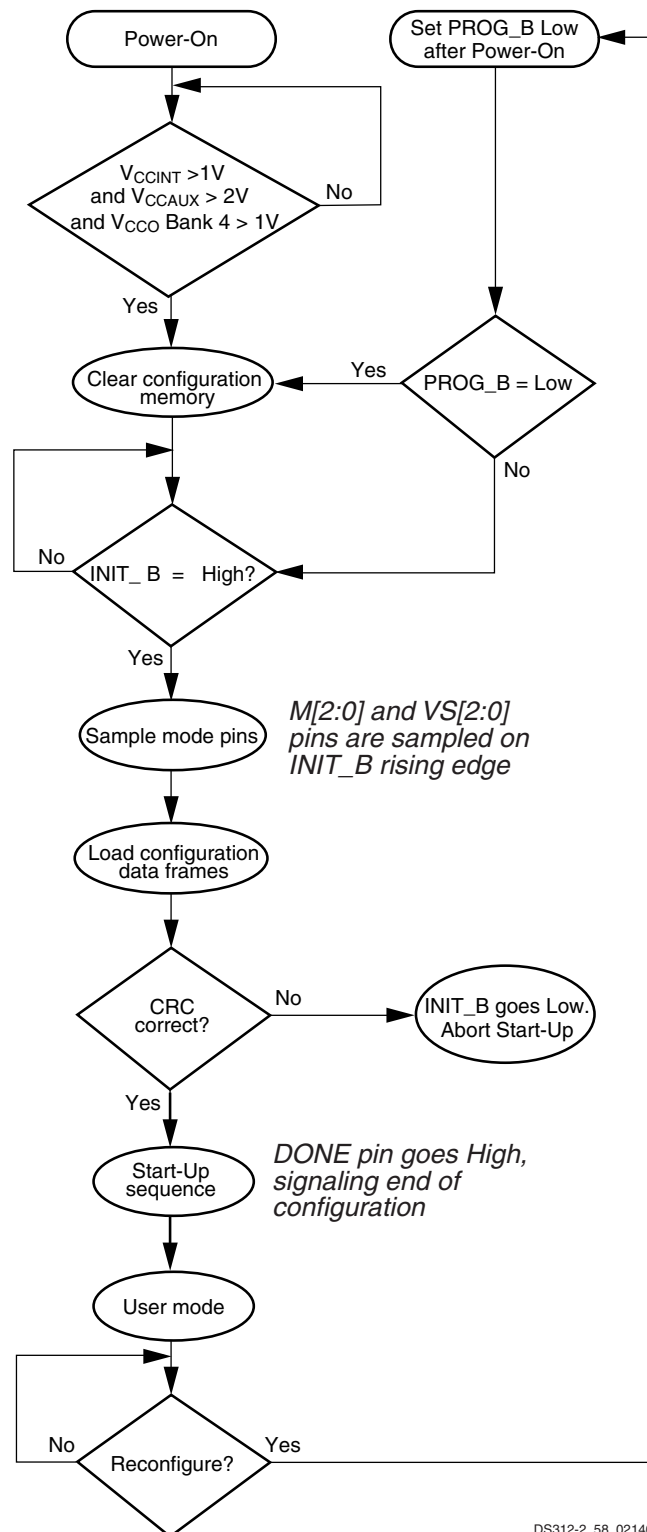 Power-On
Set PROG_B Low
after Power-On
VCCINT >1V
and VCCAUX > 2V
and VCCO Bank 4 > 1V
No
Yes
Clear configuration
memory
Yes
PROG_B = Low
No
No
INIT_ B = High?
Yes
Sample mode pins
M[2:0] and VS[2:0]
pins are sampled on
INIT_B rising edge
Load configuration
data frames
CRC
correct?
No
INIT_B goes Low.
Abort Start-Up
Yes
Start-Up
sequence
DONE pin goes High,
signaling end of
configuration
User mode
No
Reconfigure?
Yes